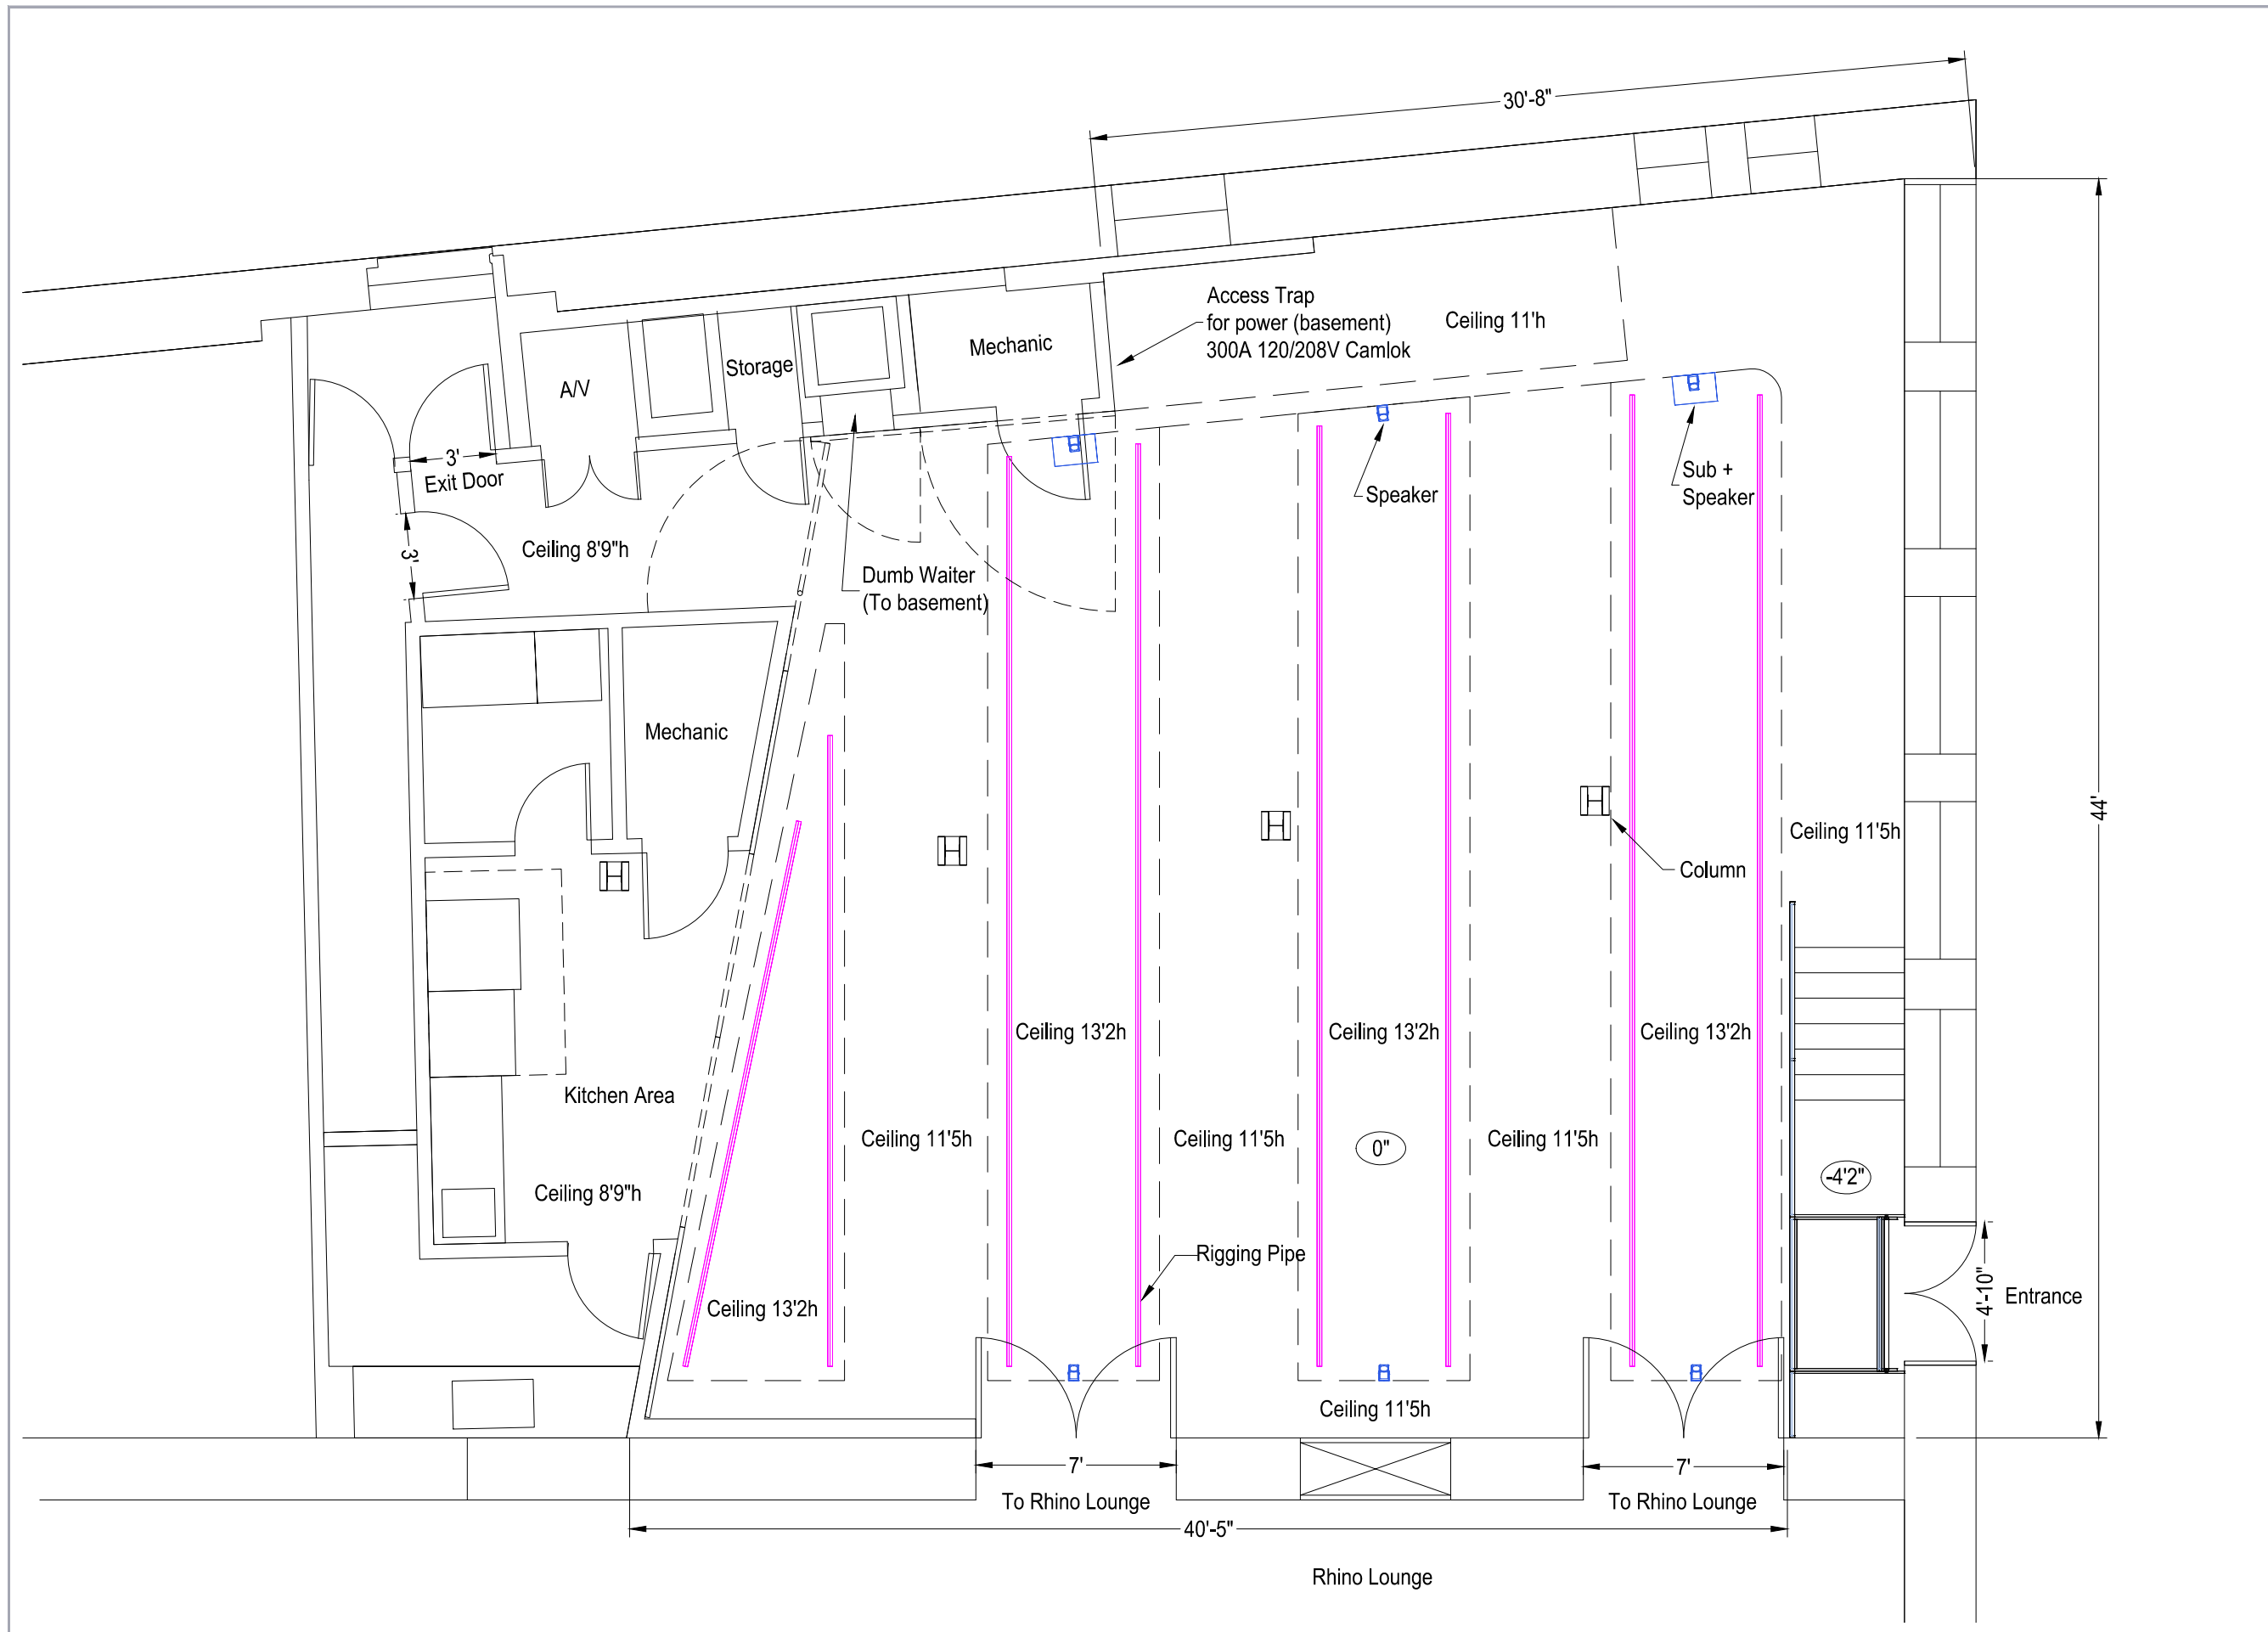 30'-8"
Access Trap
for power (basement)
300A 120/208V Camlok
Ceiling 11'h
Mechanic
Storage
A/V
3'
Exit Door
Speaker
Sub +
Speaker
3'
Ceiling 8'9"h
Dumb Waiter
(To basement)
Mechanic
44'
Ceiling 11'5h
Column
Ceiling 13'2h
Ceiling 13'2h
Ceiling 13'2h
Kitchen Area
Ceiling 11'5h
Ceiling 11'5h
Ceiling 11'5h
0"
-4'2"
Ceiling 8'9"h
Rigging Pipe
4'-10"
Entrance
Ceiling 13'2h
Ceiling 11'5h
7'
7'
To Rhino Lounge
To Rhino Lounge
40'-5"
Rhino Lounge